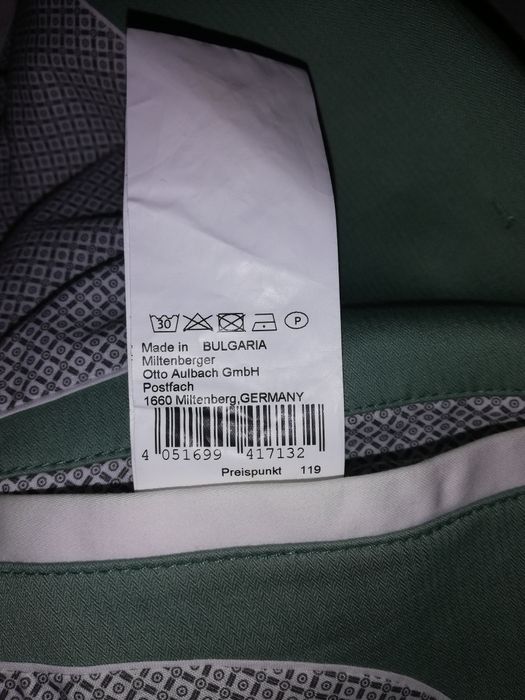 30 P
Made in BULGARIA
Miltenberger
Otto Aulbach GmbH
Postfach
1660 Miltenberg,GERMANY
4 051699 417132
Preispunkt 119